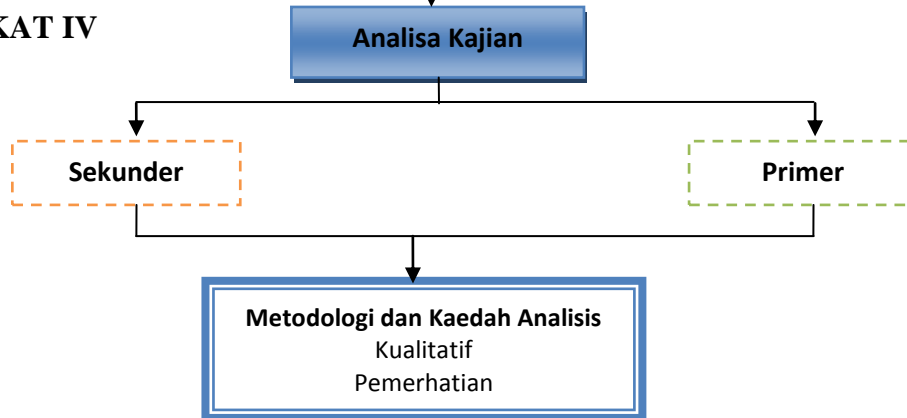 KAT IV
Analisa Kajian
Sekunder
Primer
Metodologi dan Kaedah Analisis
Kualitatif
Pemerhatian